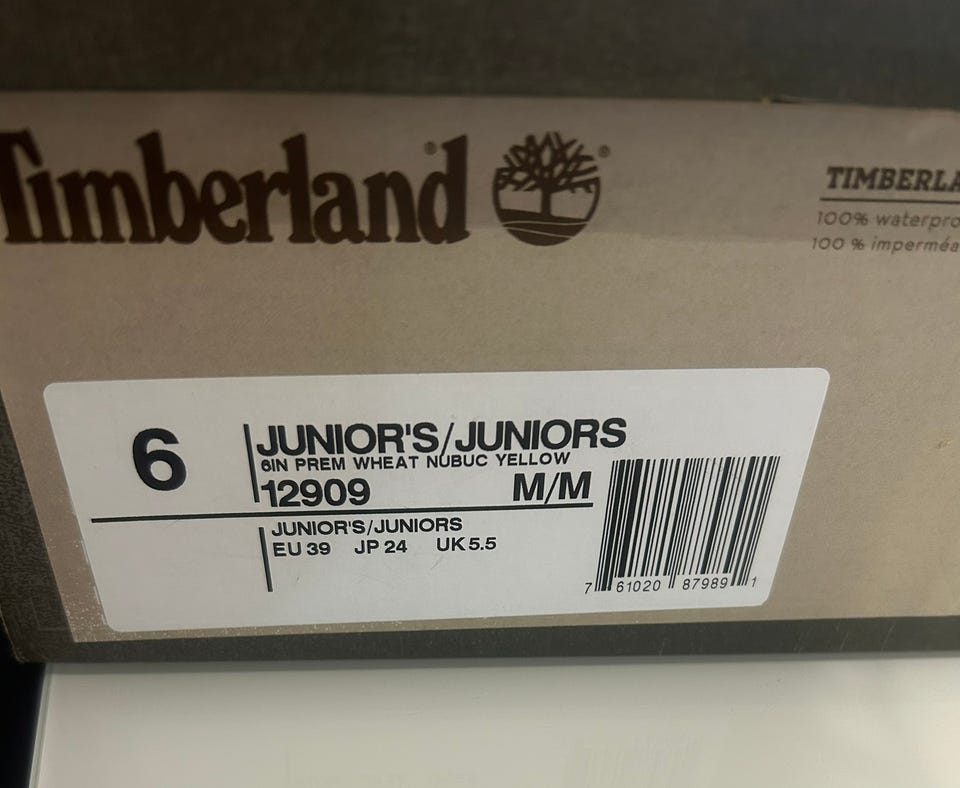 Timberland®
®
TIMBERLA
100% waterpro
100 % imperméa
6
JUNIOR'S/JUNIORS
6IN PREM WHEAT NUBUC YELLOW
12909 M/M
JUNIOR'S/JUNIORS
EU 39 JP 24 UK 5.5
7 61020 87989 1